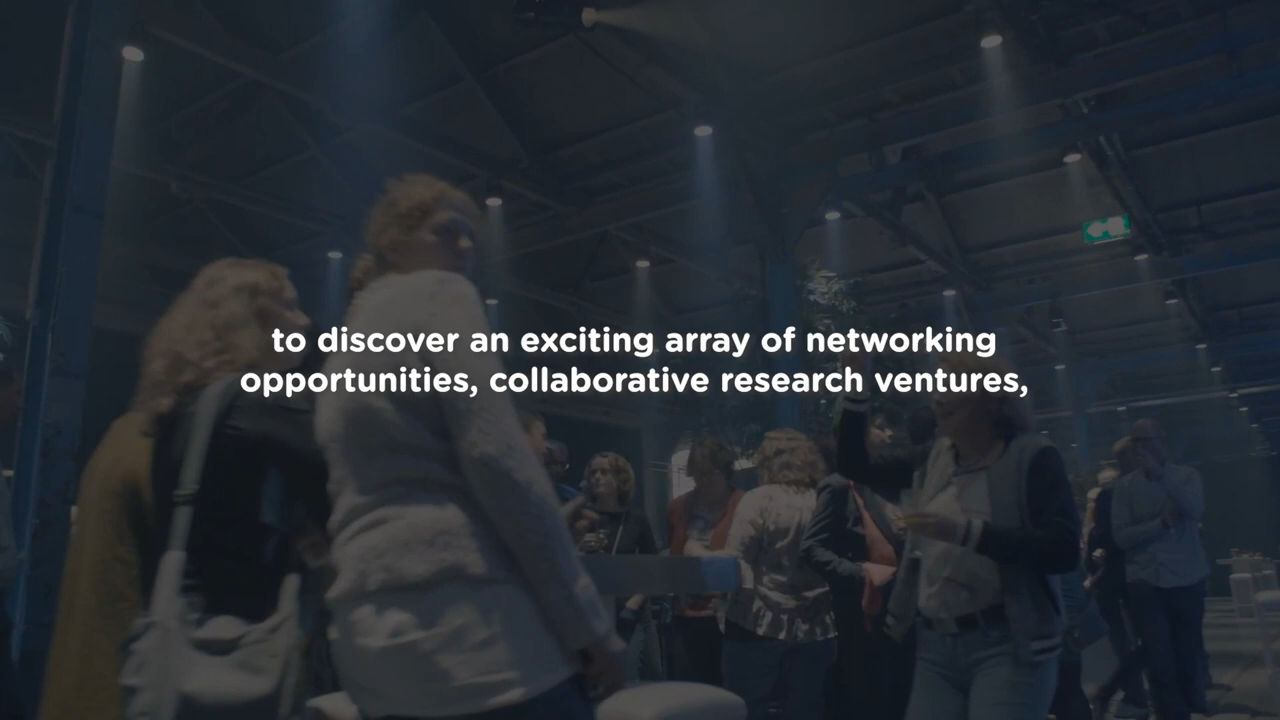 to discover an exciting array of networking
opportunities, collaborative research ventures,